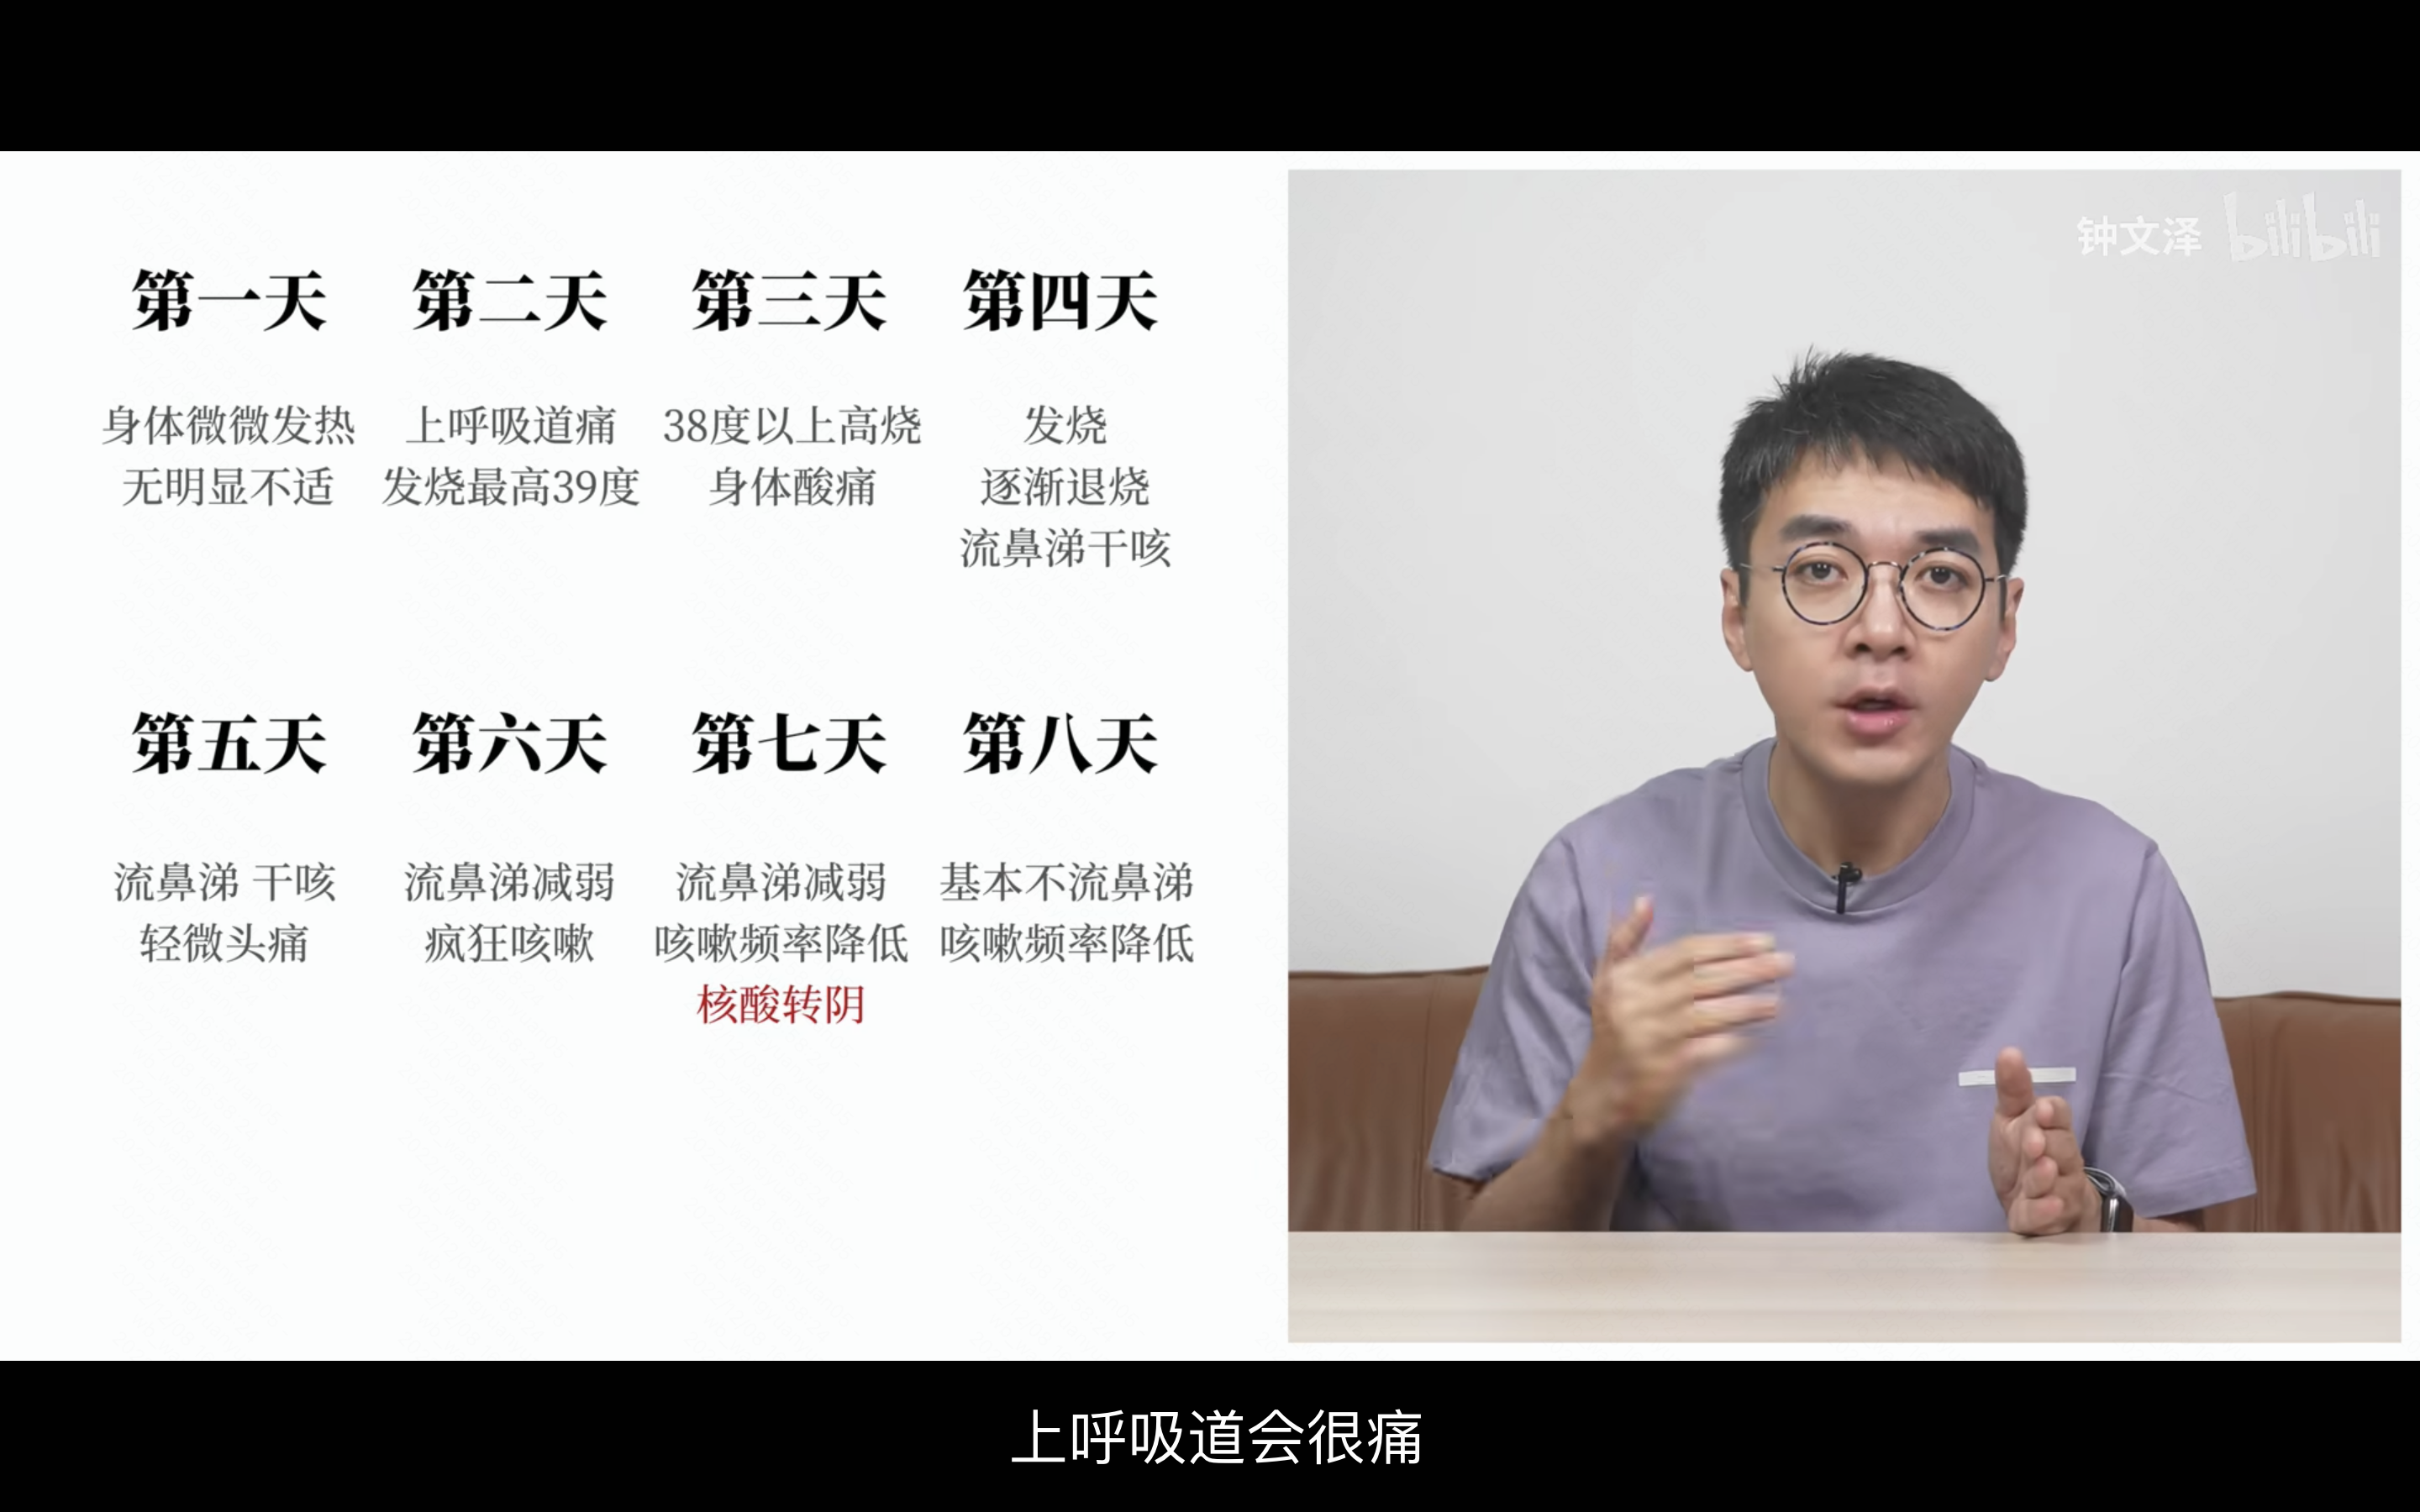 第一天 第二天 第三天 第四天
身体微微发热 上呼吸道痛 38度以上高烧 发烧
无明显不适 发烧最高39度 身体酸痛 逐渐退烧
流鼻涕干咳
第五天 第六天 第七天 第八天
流鼻涕 干咳 流鼻涕减弱 流鼻涕减弱 基本不流鼻涕
轻微头痛 疯狂咳嗽 咳嗽频率降低 咳嗽频率降低
核酸转阴
钟文泽 bilibili
上呼吸道会很痛